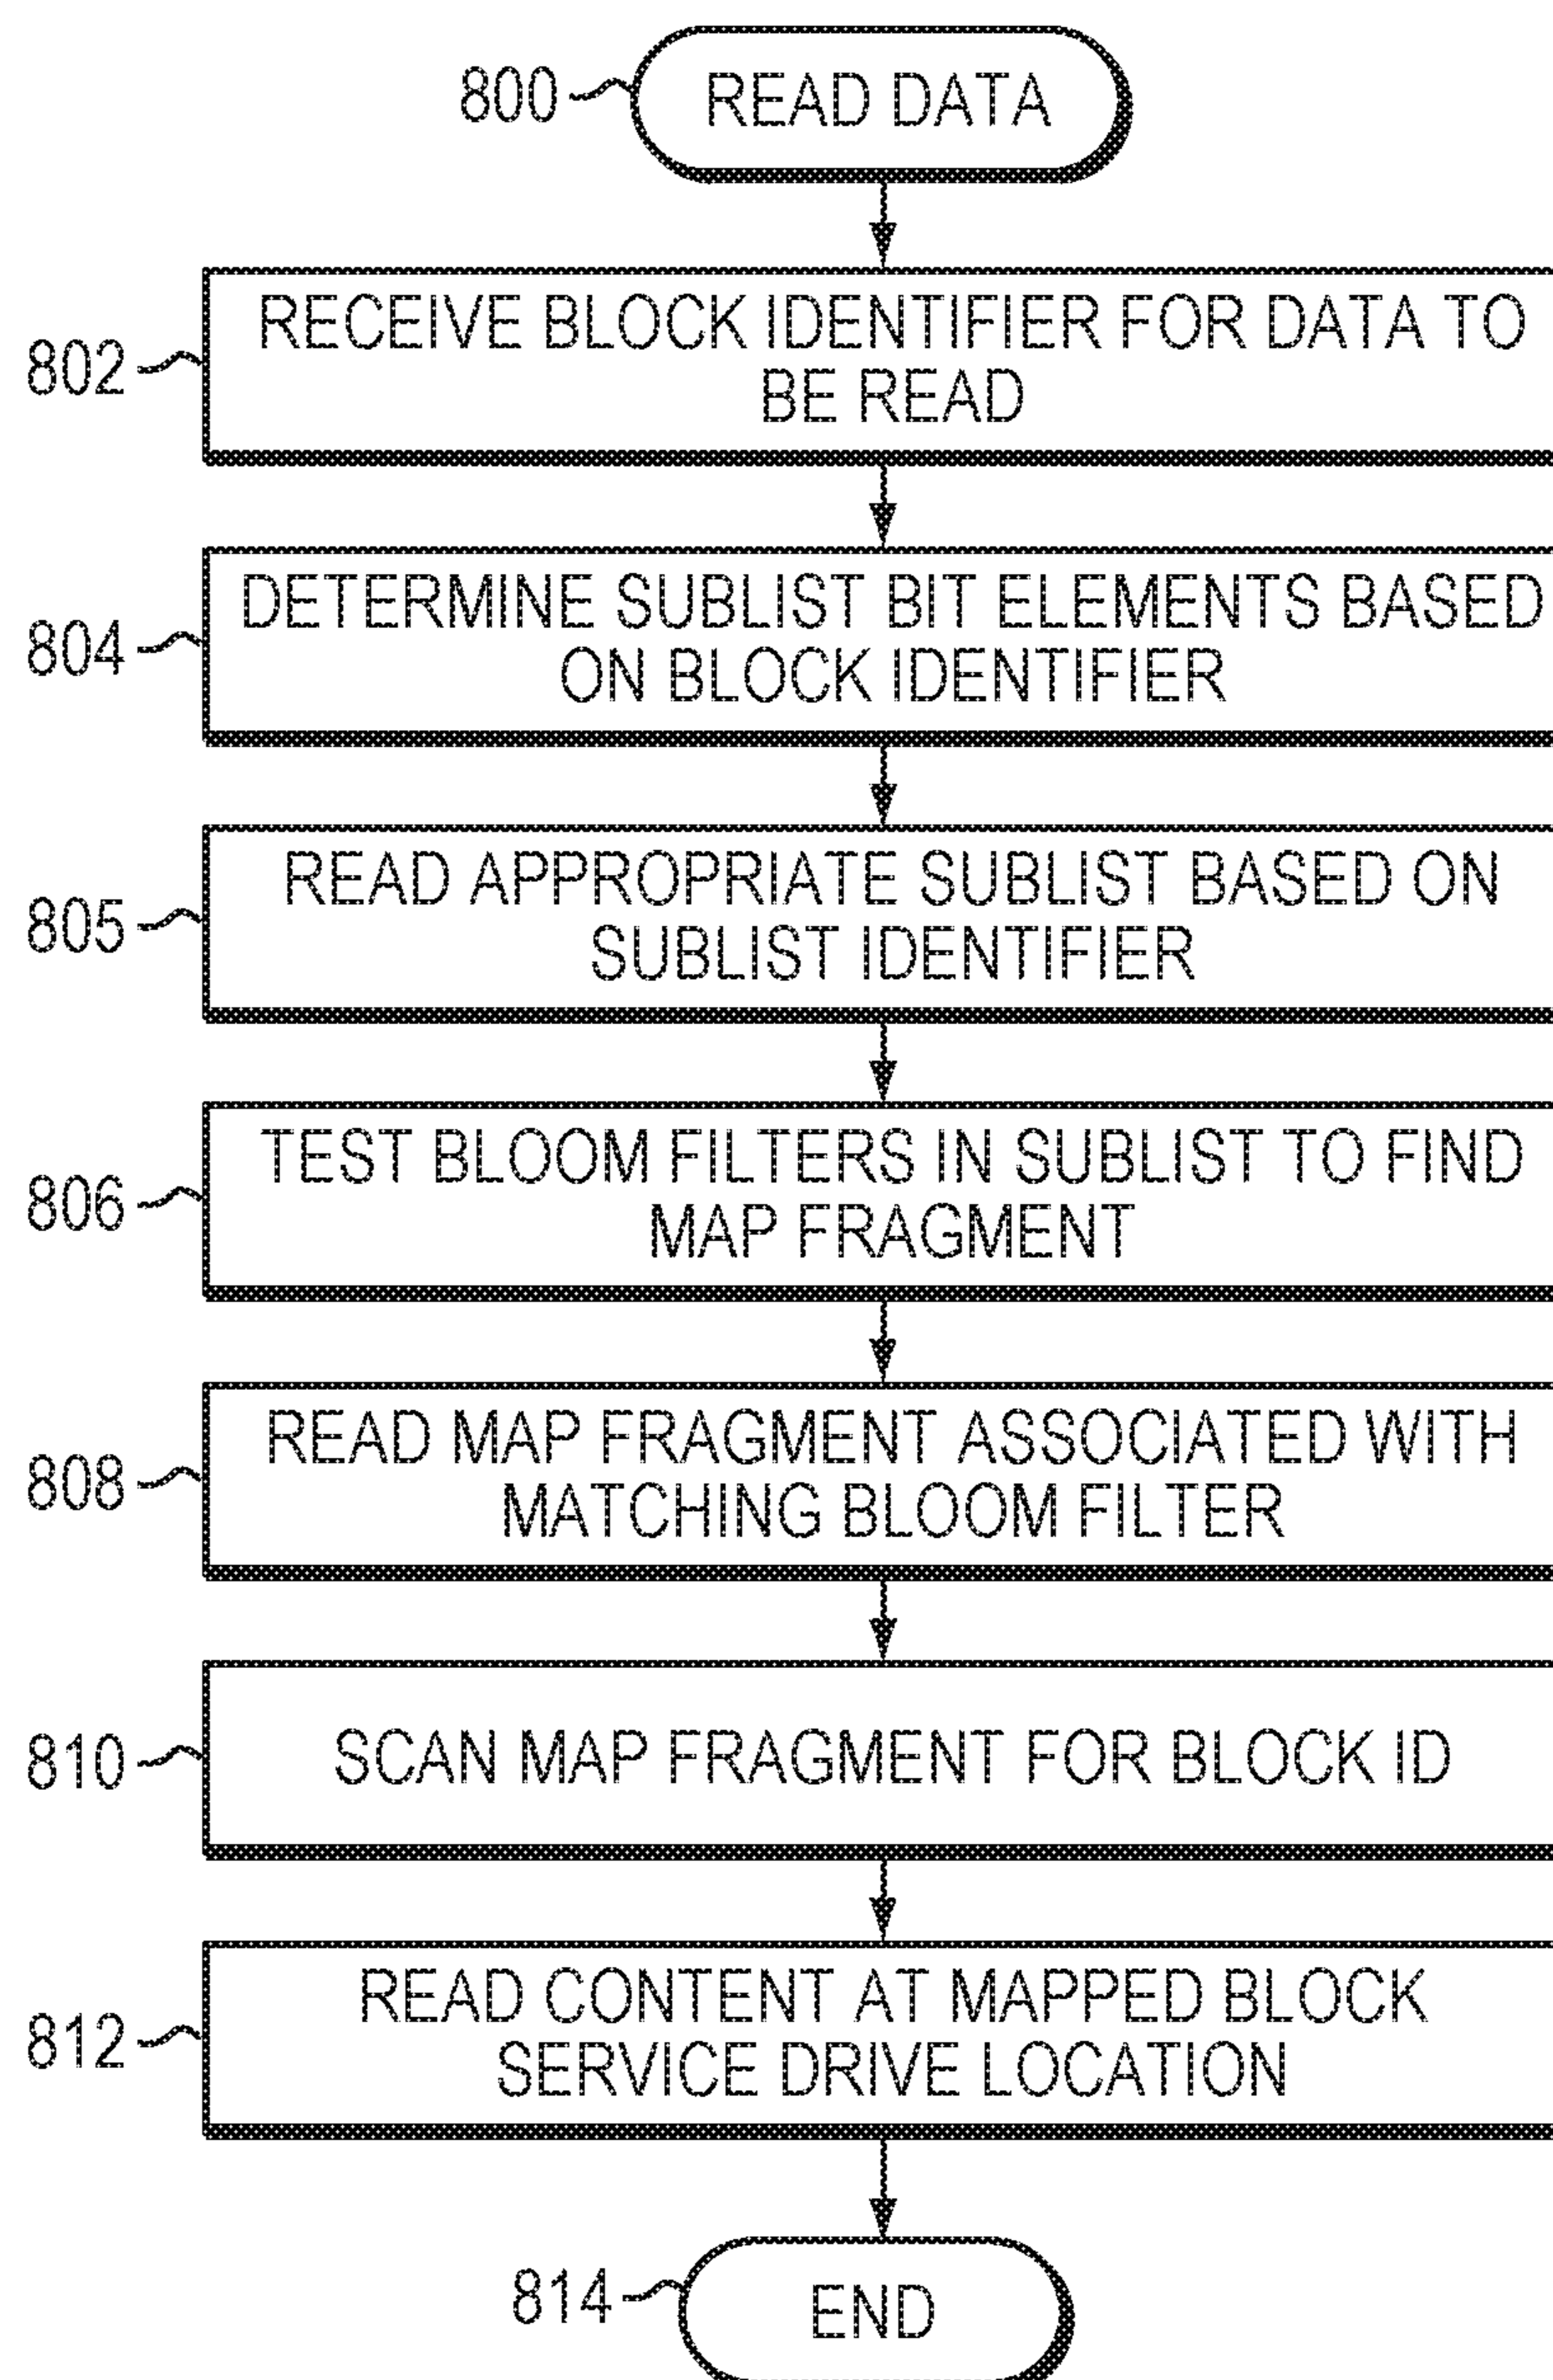 800
READ DATA
802
RECEIVE BLOCK IDENTIFIER FOR DATA TO
BE READ
804
DETERMINE SUBLIST BIT ELEMENTS BASED
ON BLOCK IDENTIFIER
805
READ APPROPRIATE SUBLIST BASED ON
SUBLIST IDENTIFIER
806
TEST BLOOM FILTERS IN SUBLIST TO FIND
MAP FRAGMENT
808
READ MAP FRAGMENT ASSOCIATED WITH
MATCHING BLOOM FILTER
810
SCAN MAP FRAGMENT FOR BLOCK ID
812
READ CONTENT AT MAPPED BLOCK
SERVICE DRIVE LOCATION
814
END